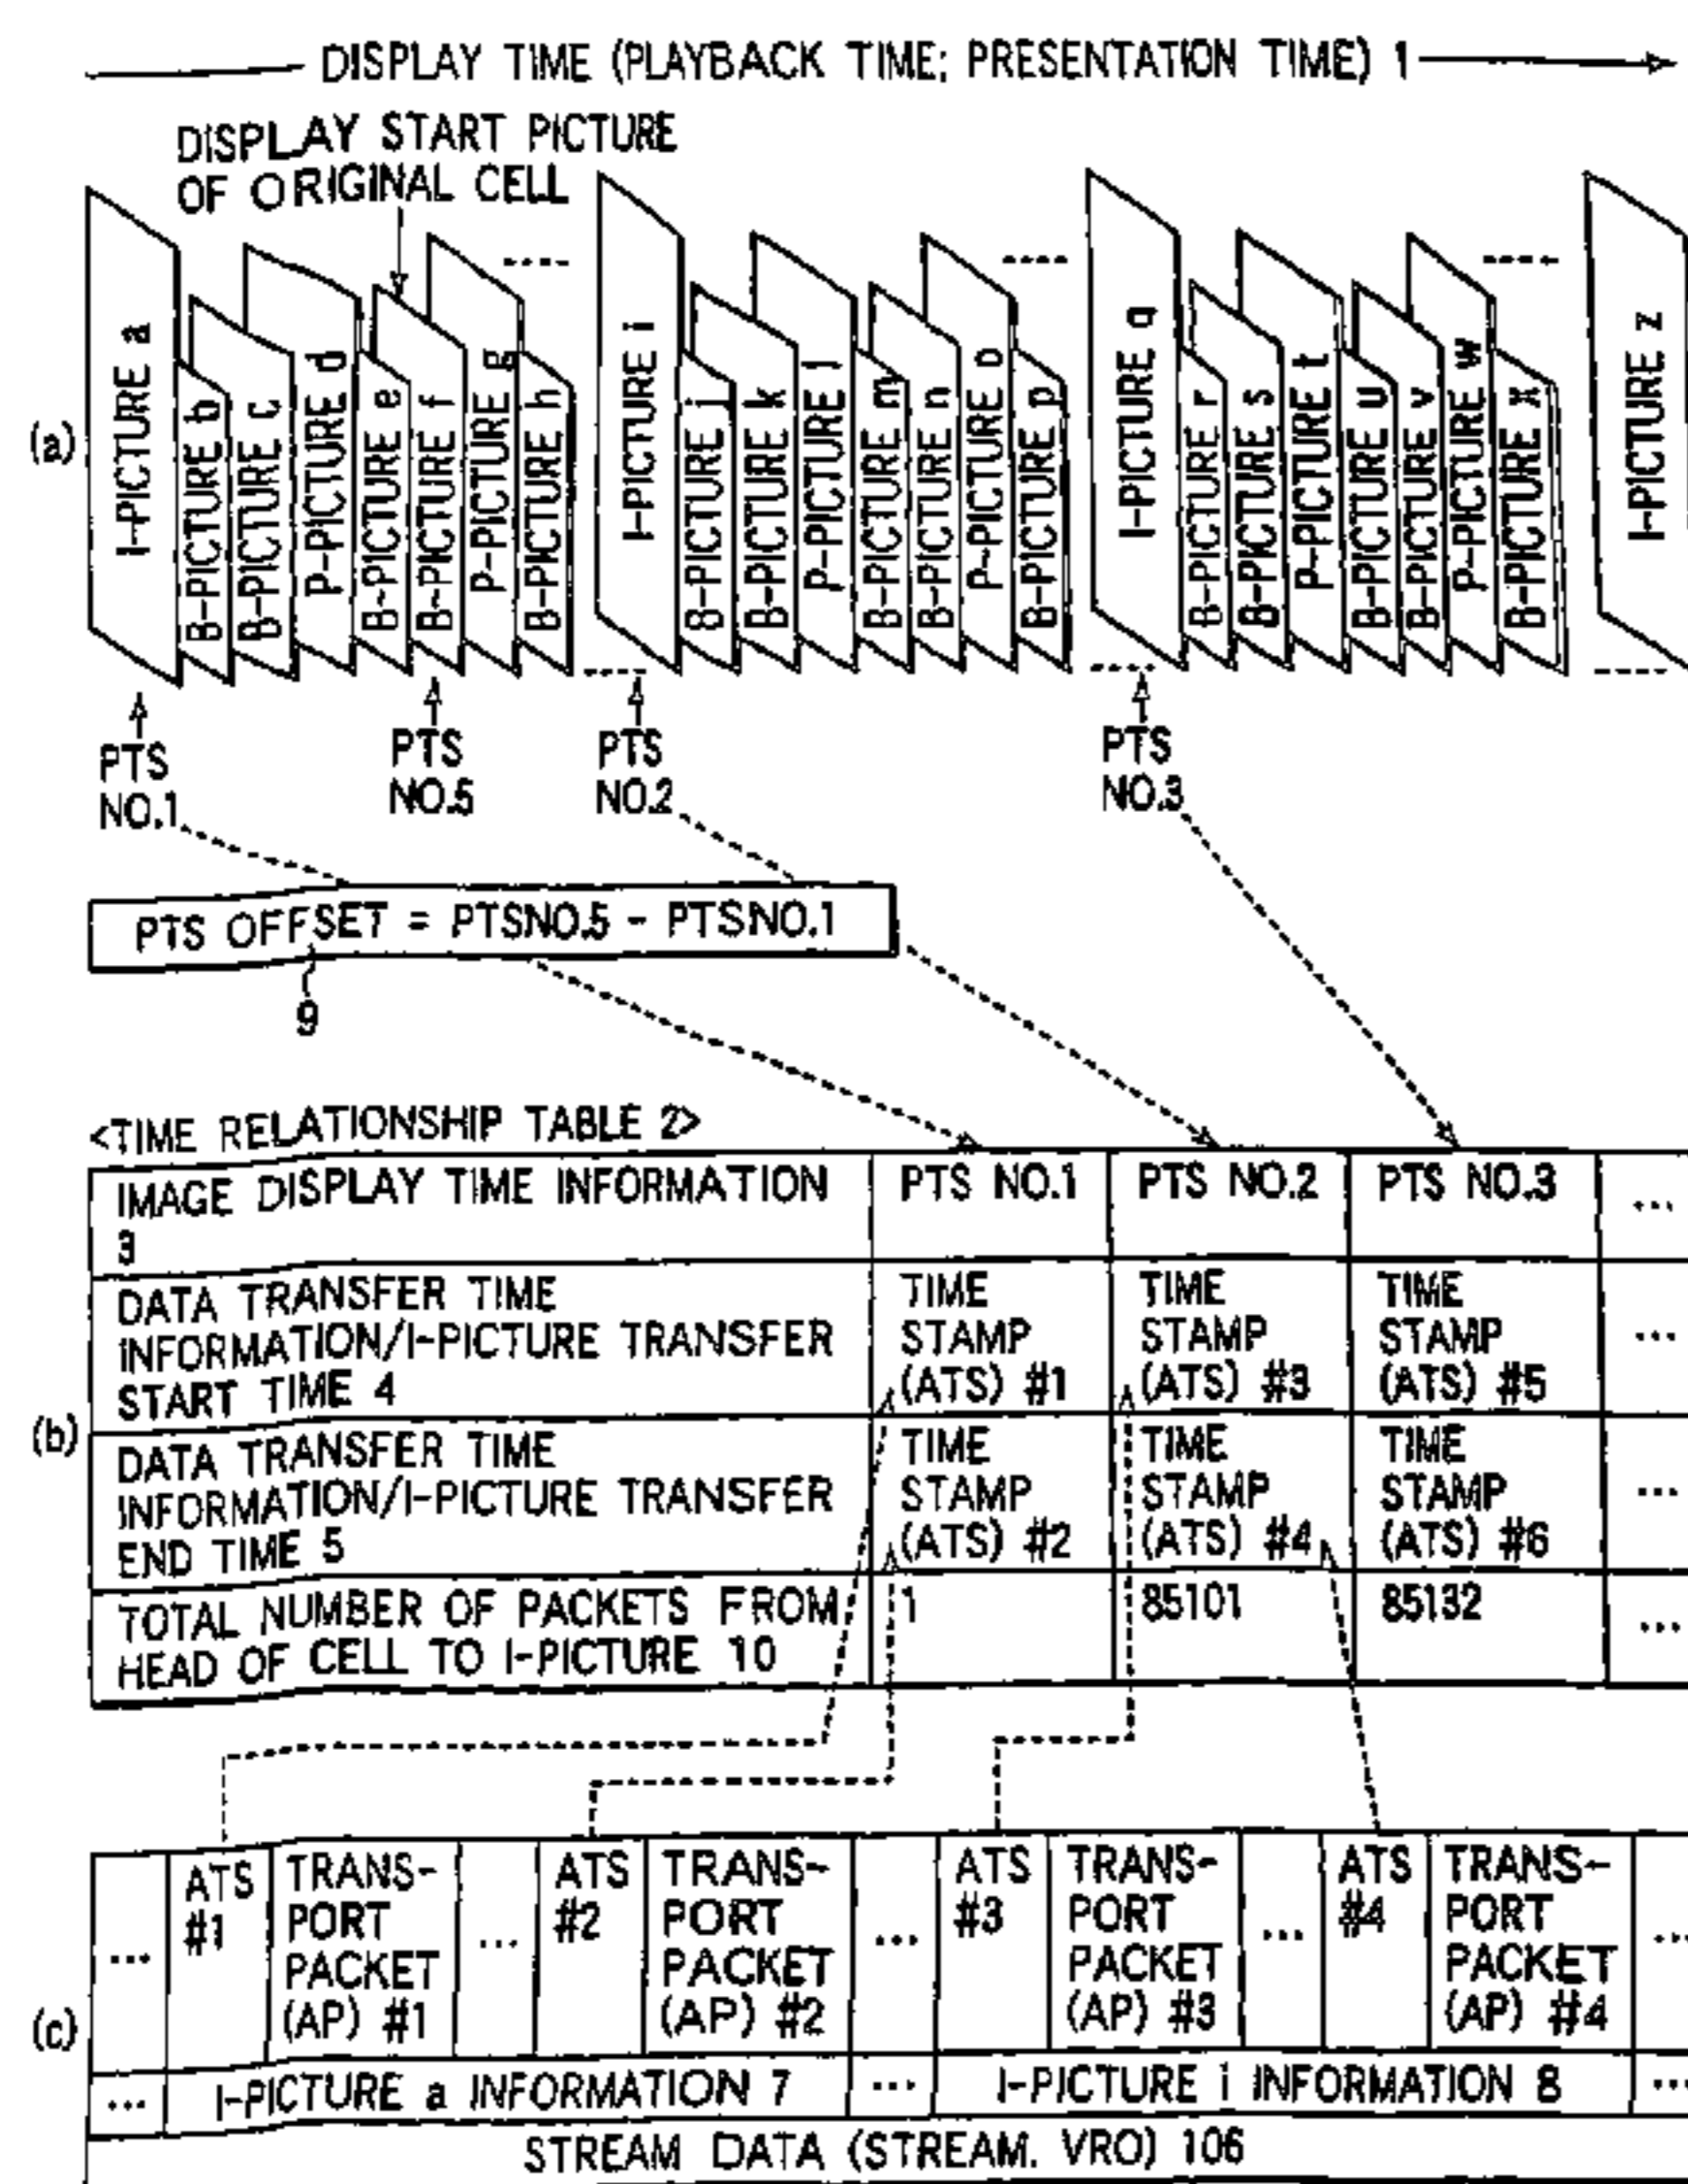 DISPLAY TIME (PLAYBACK TIME; PRESENTATION TIME) 1
DISPLAY START PICTURE
OF ORIGINAL CELL
(a)
I-PICTURE a
B-PICTURE b
B-PICTURE c
P-PICTURE d
B-PICTURE e
B-PICTURE f
P-PICTURE g
B-PICTURE h
I-PICTURE i
B-PICTURE j
B-PICTURE k
P-PICTURE l
B-PICTURE m
B-PICTURE n
P-PICTURE o
B-PICTURE p
I-PICTURE q
B-PICTURE r
B-PICTURE s
P-PICTURE t
B-PICTURE u
B-PICTURE v
P-PICTURE w
B-PICTURE x
I-PICTURE z
PTS
NO.1
PTS
NO.5
PTS
NO.2
PTS
NO.3
PTS OFFSET = PTSNO.5 - PTSNO.1
9
<TIME RELATIONSHIP TABLE 2>
(b)
IMAGE DISPLAY TIME INFORMATION
3
PTS NO.1
PTS NO.2
PTS NO.3
...
DATA TRANSFER TIME
INFORMATION/I-PICTURE TRANSFER
START TIME 4
TIME
STAMP
(ATS) #1
TIME
STAMP
(ATS) #3
TIME
STAMP
(ATS) #5
...
DATA TRANSFER TIME
INFORMATION/I-PICTURE TRANSFER
END TIME 5
TIME
STAMP
(ATS) #2
TIME
STAMP
(ATS) #4
TIME
STAMP
(ATS) #6
...
TOTAL NUMBER OF PACKETS FROM
HEAD OF CELL TO I-PICTURE 10
1
85101
85132
...
(c)
...
ATS
#1
TRANS-
PORT
PACKET
(AP) #1
...
ATS
#2
TRANS-
PORT
PACKET
(AP) #2
...
ATS
#3
TRANS-
PORT
PACKET
(AP) #3
...
ATS
#4
TRANS-
PORT
PACKET
(AP) #4
...
... I-PICTURE a INFORMATION 7 ... I-PICTURE i INFORMATION 8 ...
STREAM DATA (STREAM. VRO) 106